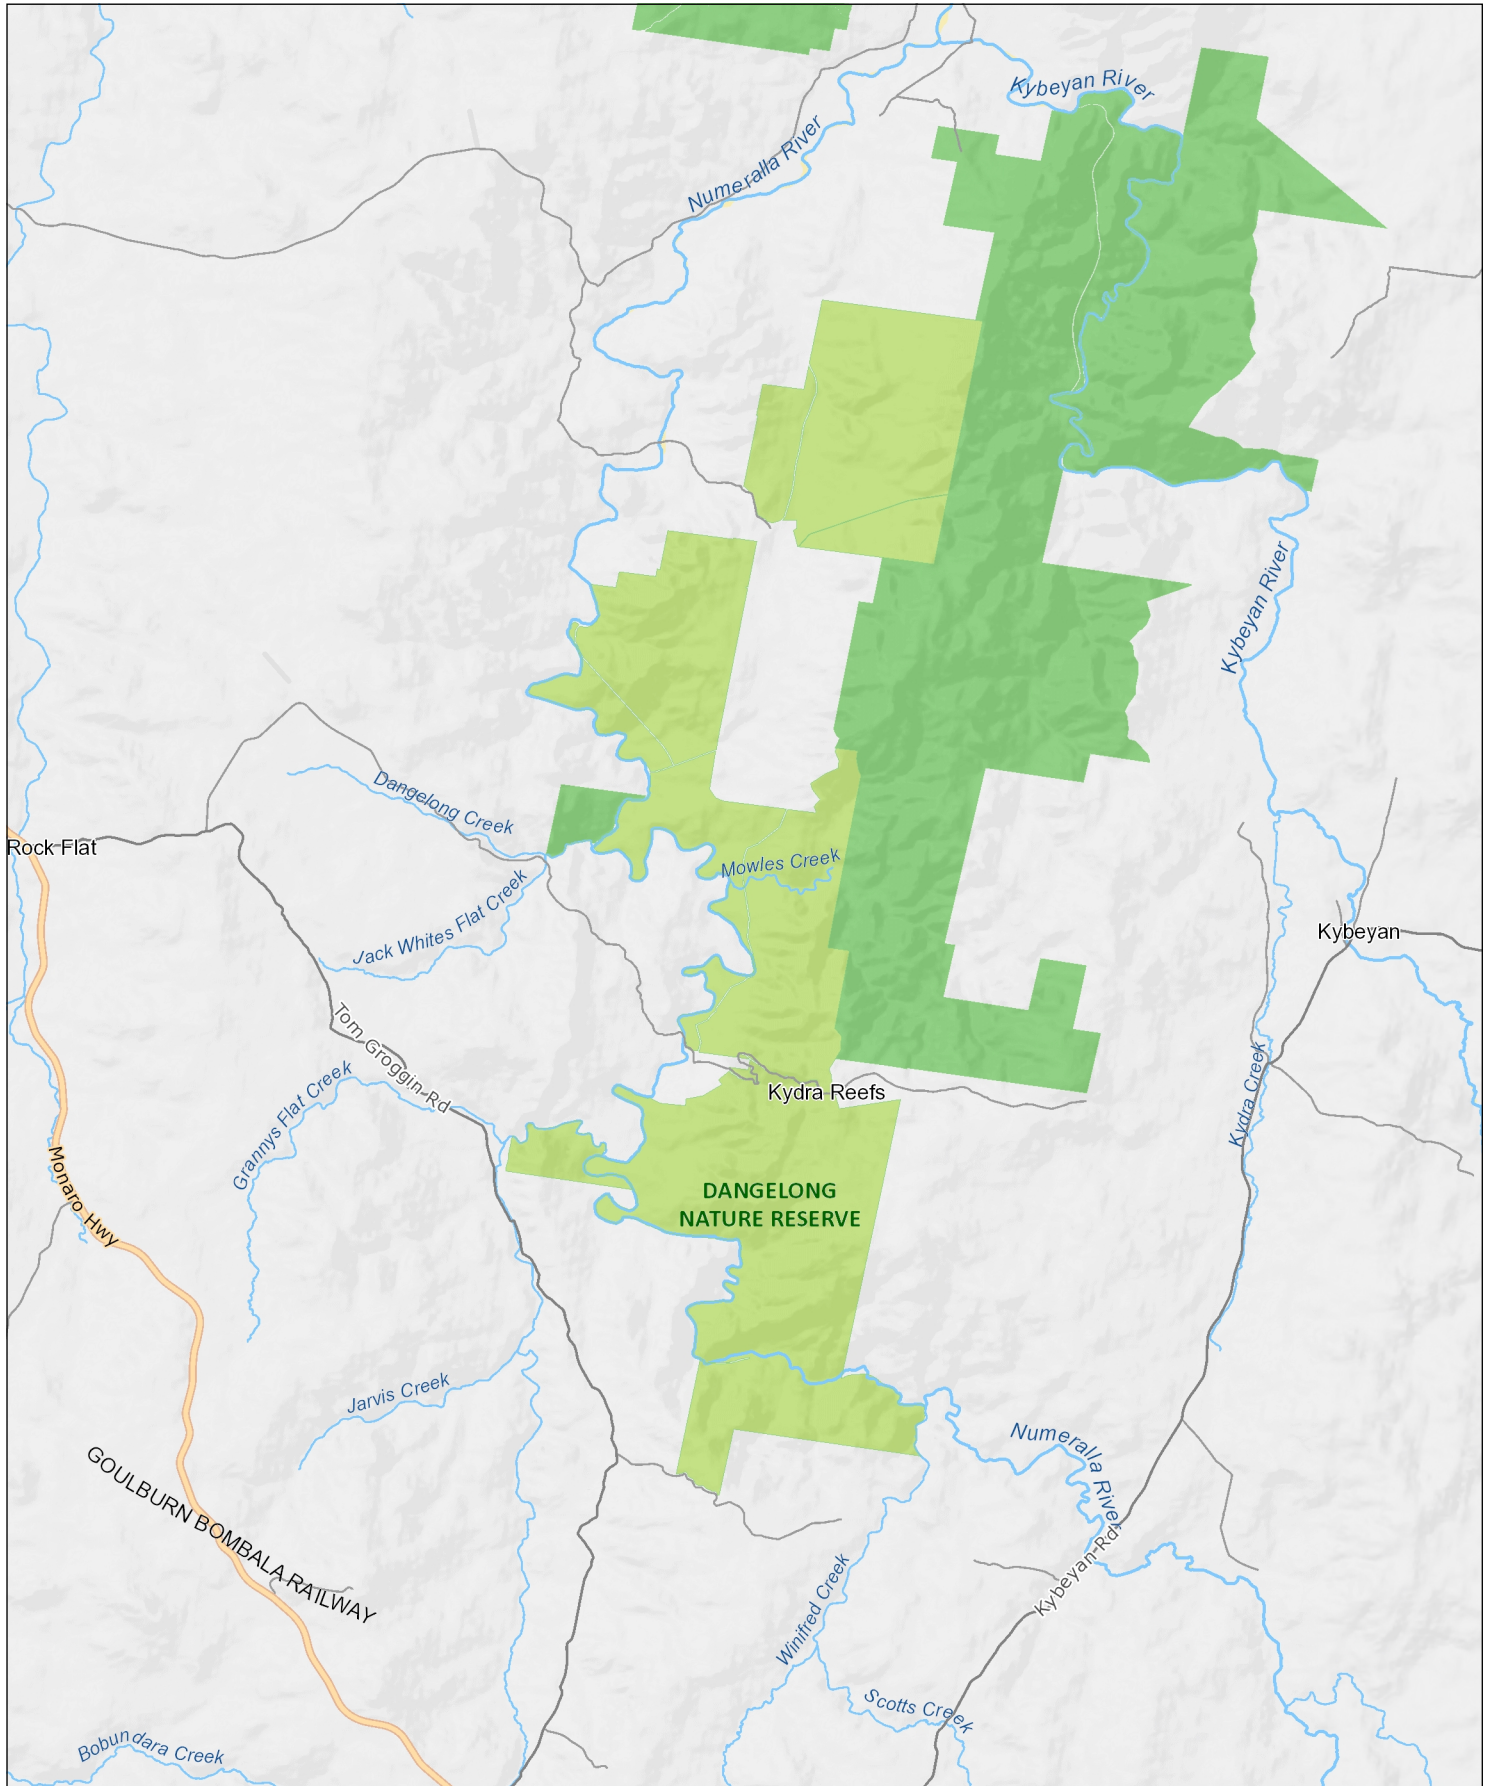 Kybeyan River
Numeralla River
Kybeyan River
Dangelong Creek
Rock Flat
Mowles Creek
Jack Whites Flat Creek
Kybeyan
Tom Groggin Rd
Grannys Flat Creek
Kydra Reefs
Kydra Creek
Monaro Hwy
DANGELONG
NATURE RESERVE
Jarvis Creek
Numeralla River
GOULBURN BOMBALA RAILWAY
Kybeyan Rd
Winifred Creek
Scotts Creek
Bobundara Creek